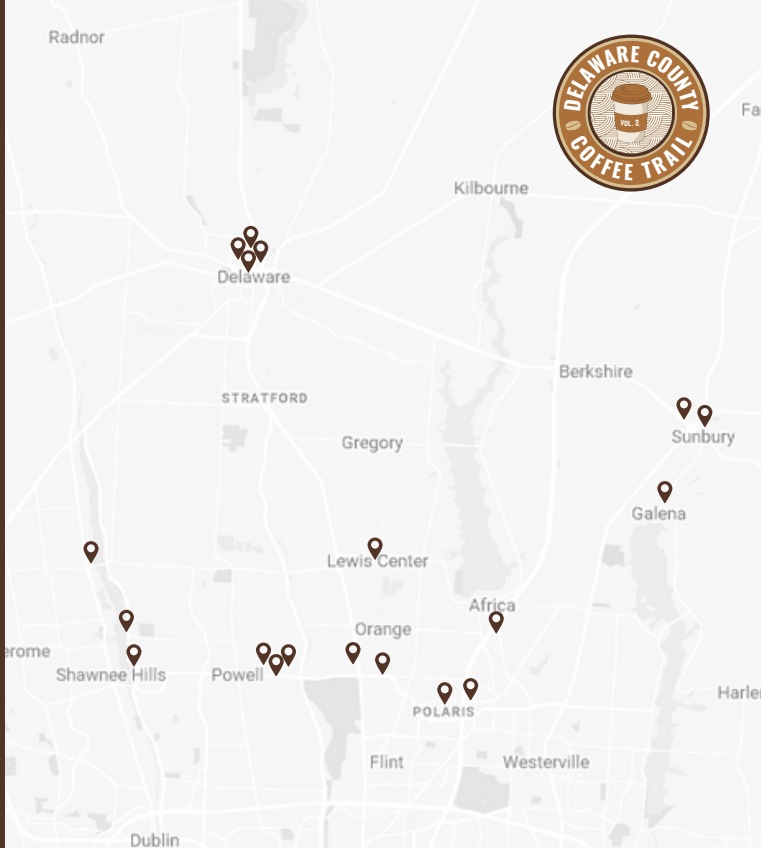 Radnor
DELAWARE COUNTY
VOL. 2
COFFEE TRAIL
Fa
Kilbourne
Delaware
Berkshire
STRATFORD
Sunbury
Gregory
Galena
Lewis Center
Africa
Orange
erome
Shawnee Hills
Powell
Harle
POLARIS
Flint
Westerville
Dublin